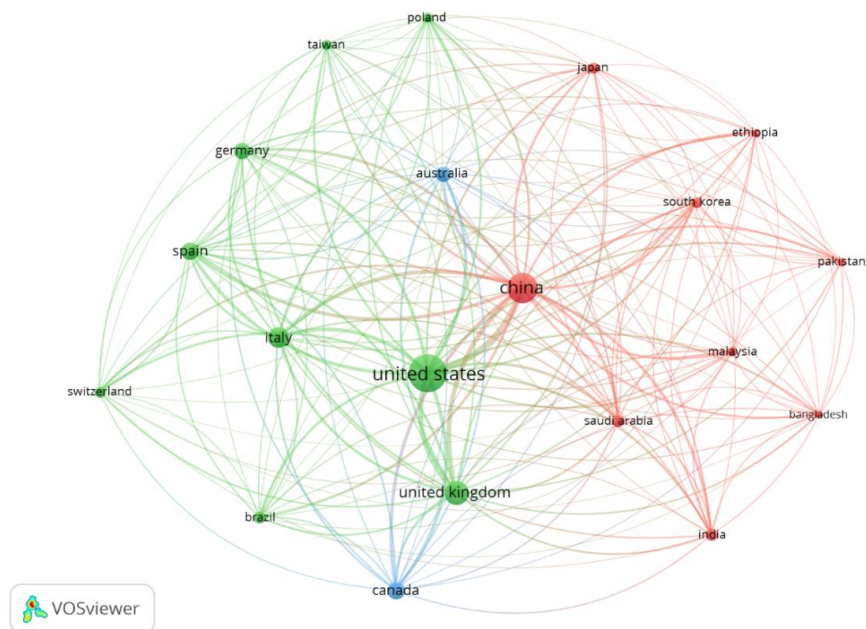 poland
taiwan
japan
ethiopia
germany
australia
south korea
spain
pakistan
china
italy
malaysia
united states
switzerland
bangladesh
saudi arabia
united kingdom
brazil
india
canada
VOSviewer